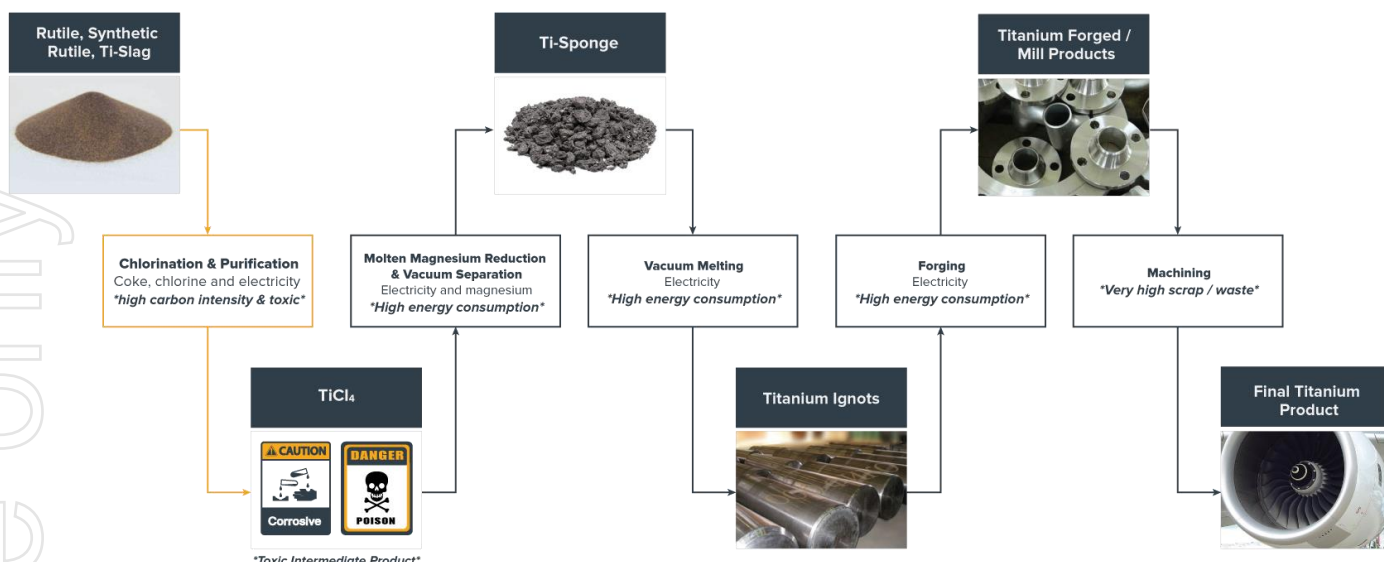 Rutile, Synthetic
Rutile, Ti-Slag
Ti-Sponge
Titanium Forged /
Mill Products
Chlorination & Purification
Coke, chlorine and electricity
*high carbon intensity & toxic*
Molten Magnesium Reduction
& Vacuum Separation
Electricity and magnesium
*High energy consumption*
Vacuum Melting
Electricity
*High energy consumption*
Forging
Electricity
*High energy consumption*
Machining
*Very high scrap / waste*
TiCl₄
CAUTION
Corrosive
DANGER
POISON
*Toxic Intermediate Product*
Titanium Ignots
Final Titanium
Product